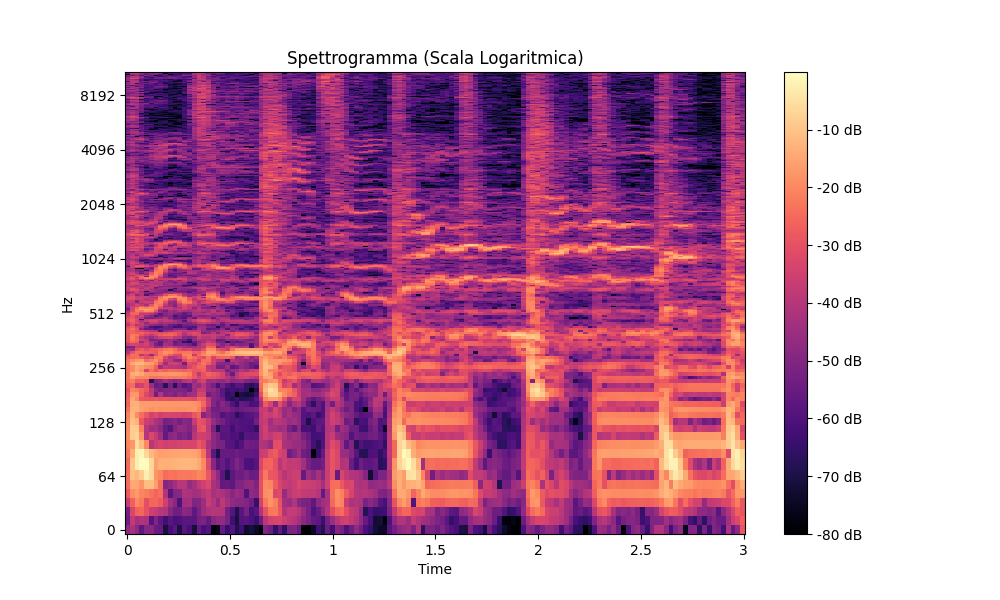 Spettrogramma (Scala Logaritmica)
Hz
8192
4096
2048
1024
512
256
128
64
0
0
0.5
1
1.5
2
2.5
3
Time
-10 dB
-20 dB
-30 dB
-40 dB
-50 dB
-60 dB
-70 dB
-80 dB